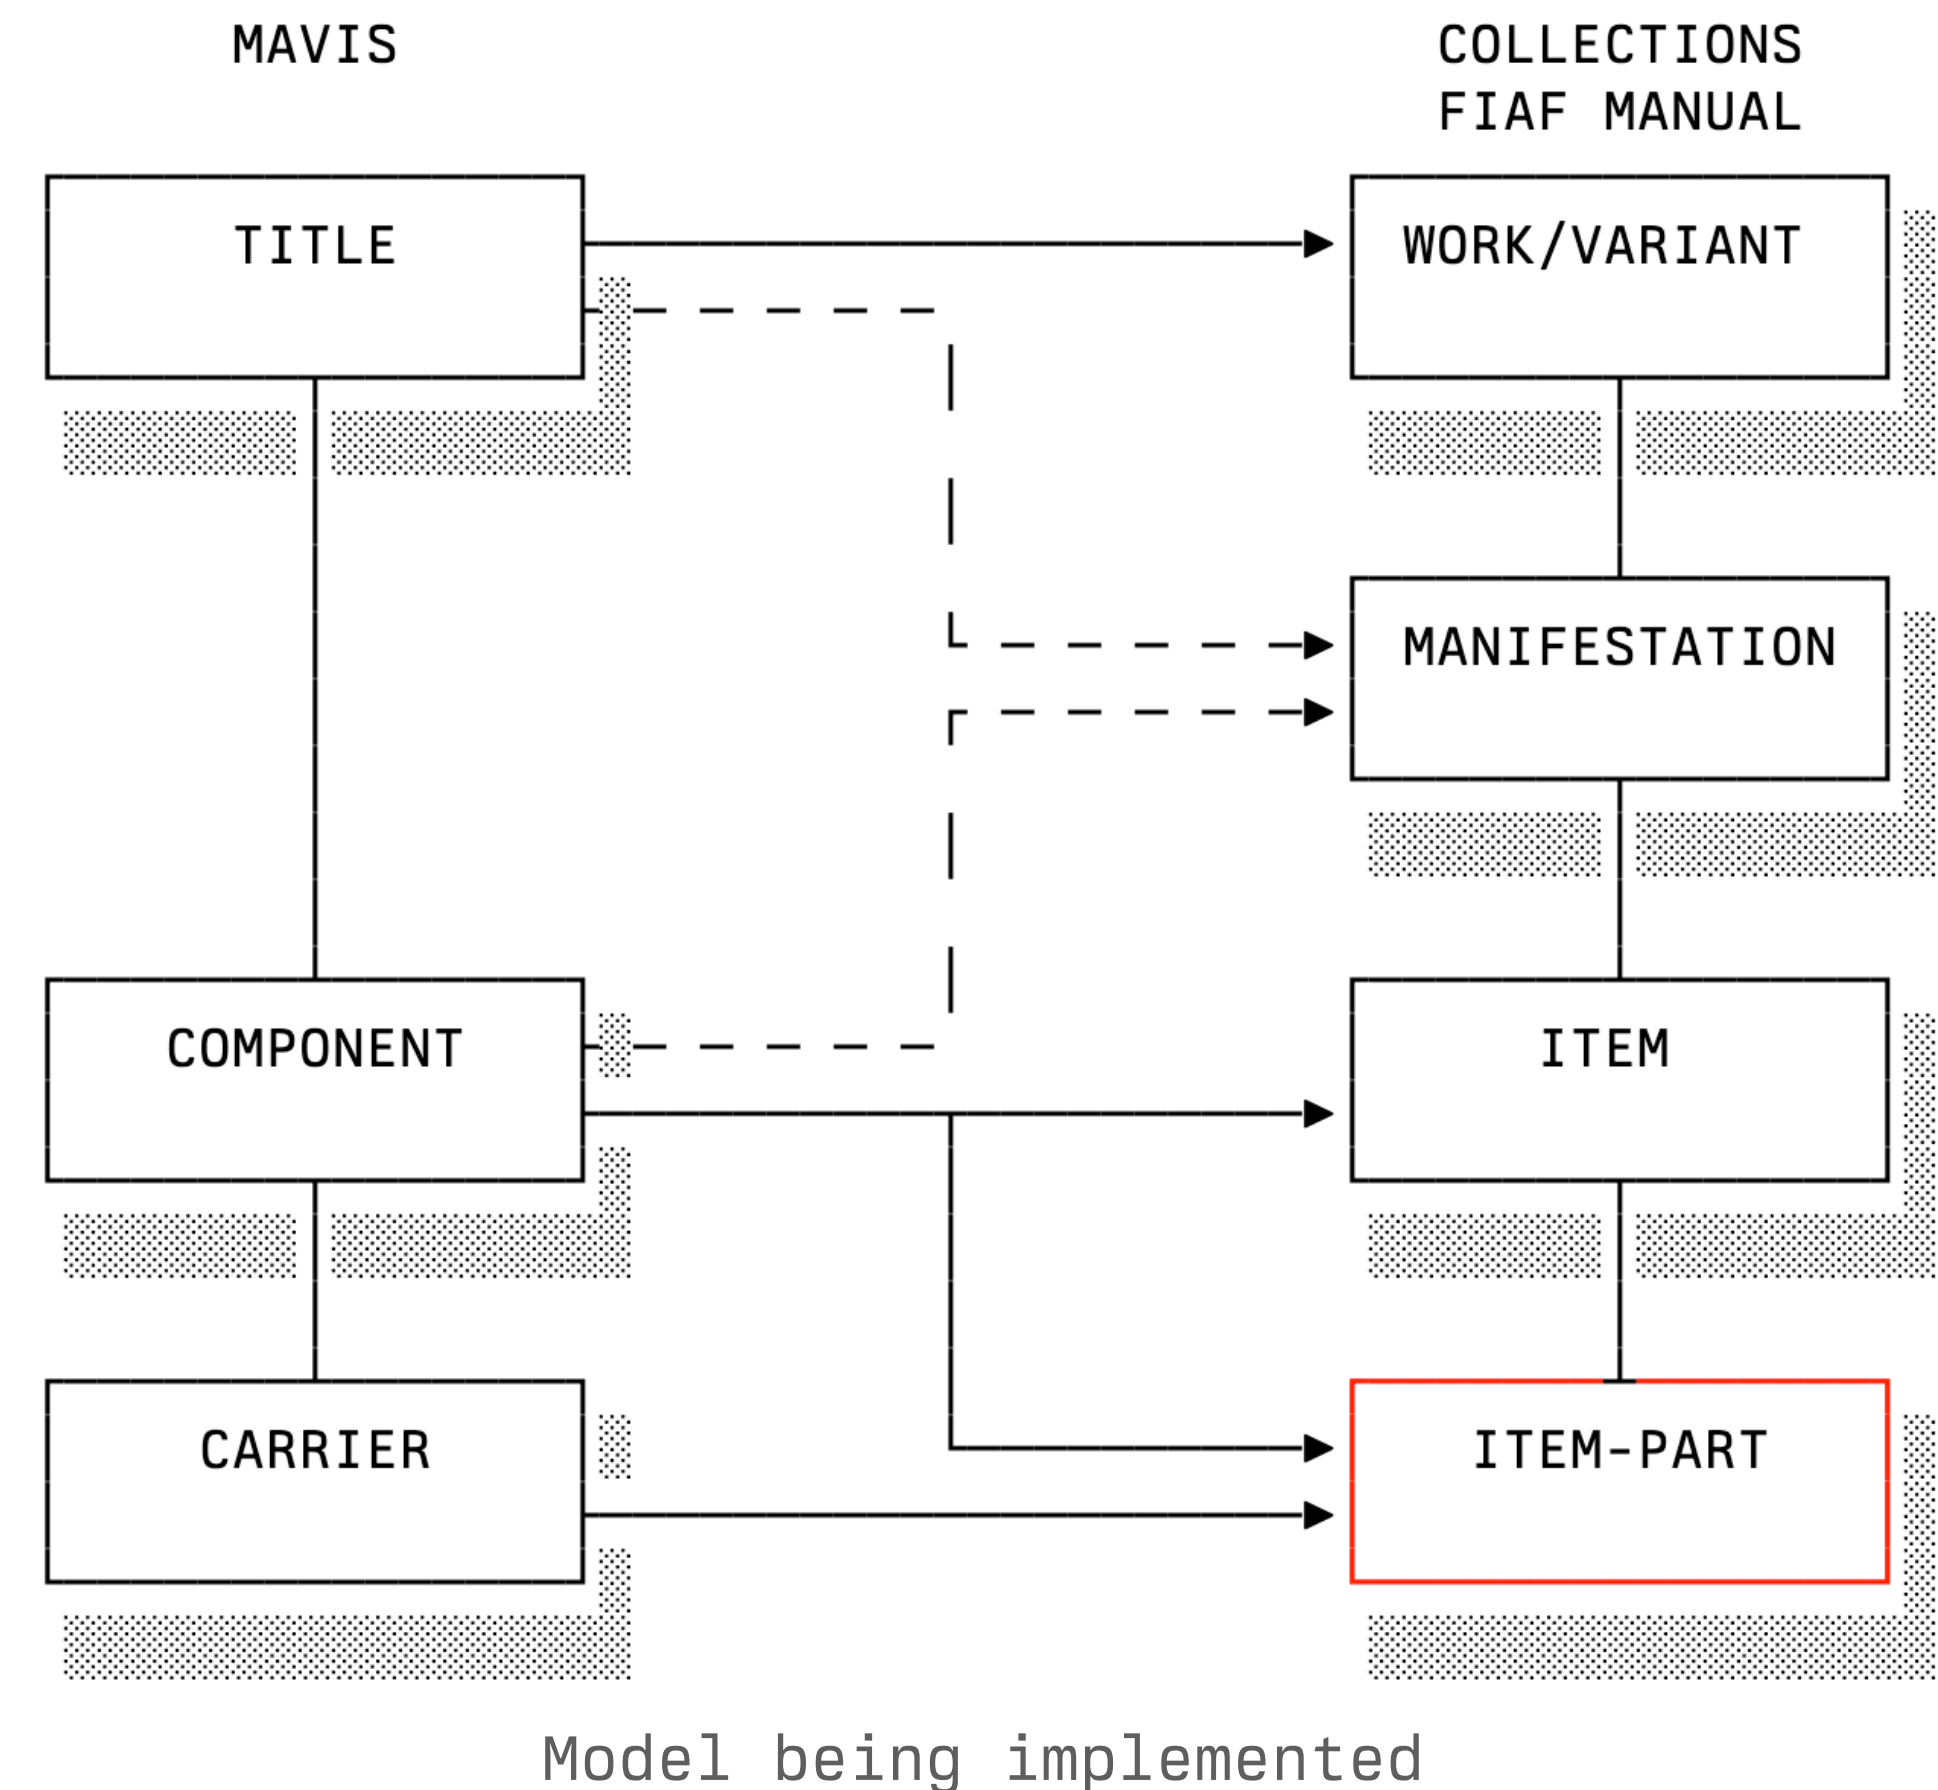 MAVIS
COLLECTIONS
FIAF MANUAL
TITLE
WORK/VARIANT
MANIFESTATION
COMPONENT
ITEM
CARRIER
ITEM-PART
Model being implemented